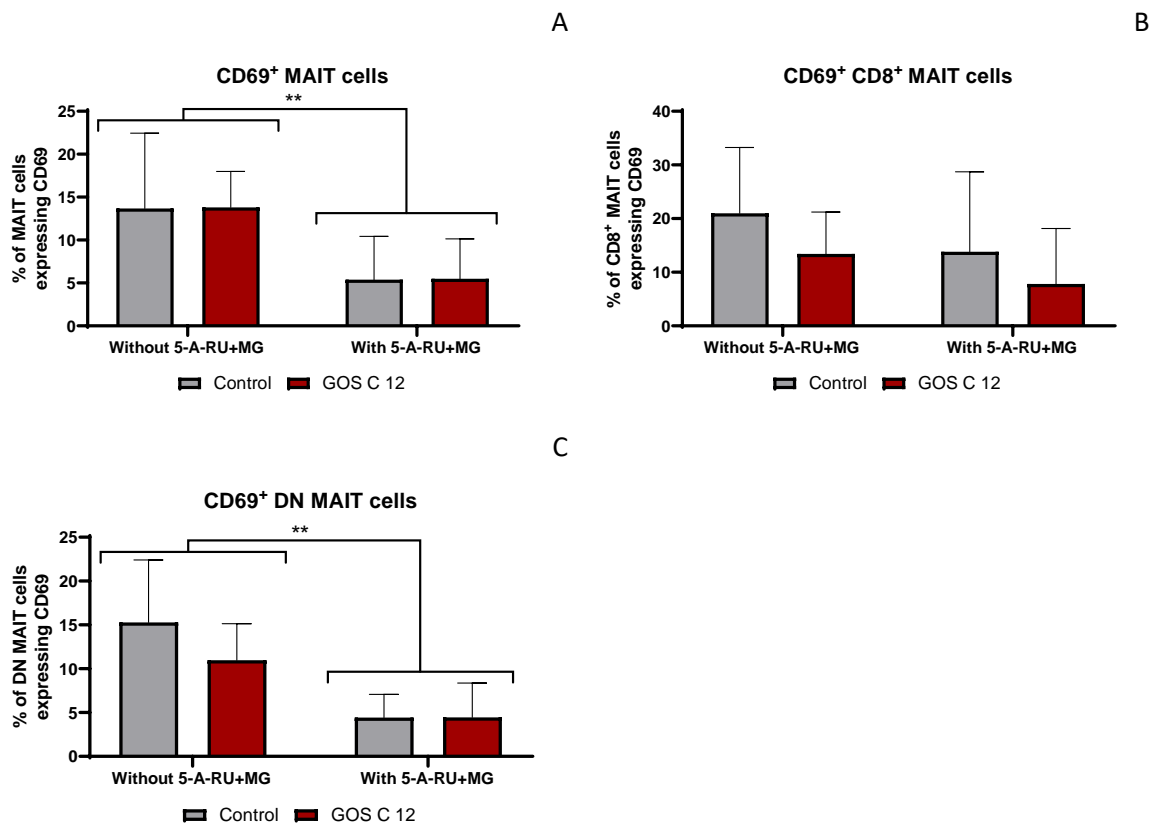 A
CD69+ MAIT cells
% of MAIT cells
expressing CD69
25
20
15
10
5
0
**
Without 5-A-RU+MG
With 5-A-RU+MG
Control
GOS C 12
B
CD69+ CD8+ MAIT cells
% of CD8+ MAIT cells
expressing CD69
40
30
20
10
0
Without 5-A-RU+MG
With 5-A-RU+MG
Control
GOS C 12
C
CD69+ DN MAIT cells
% of DN MAIT cells
expressing CD69
25
20
15
10
5
0
**
Without 5-A-RU+MG
With 5-A-RU+MG
Control
GOS C 12